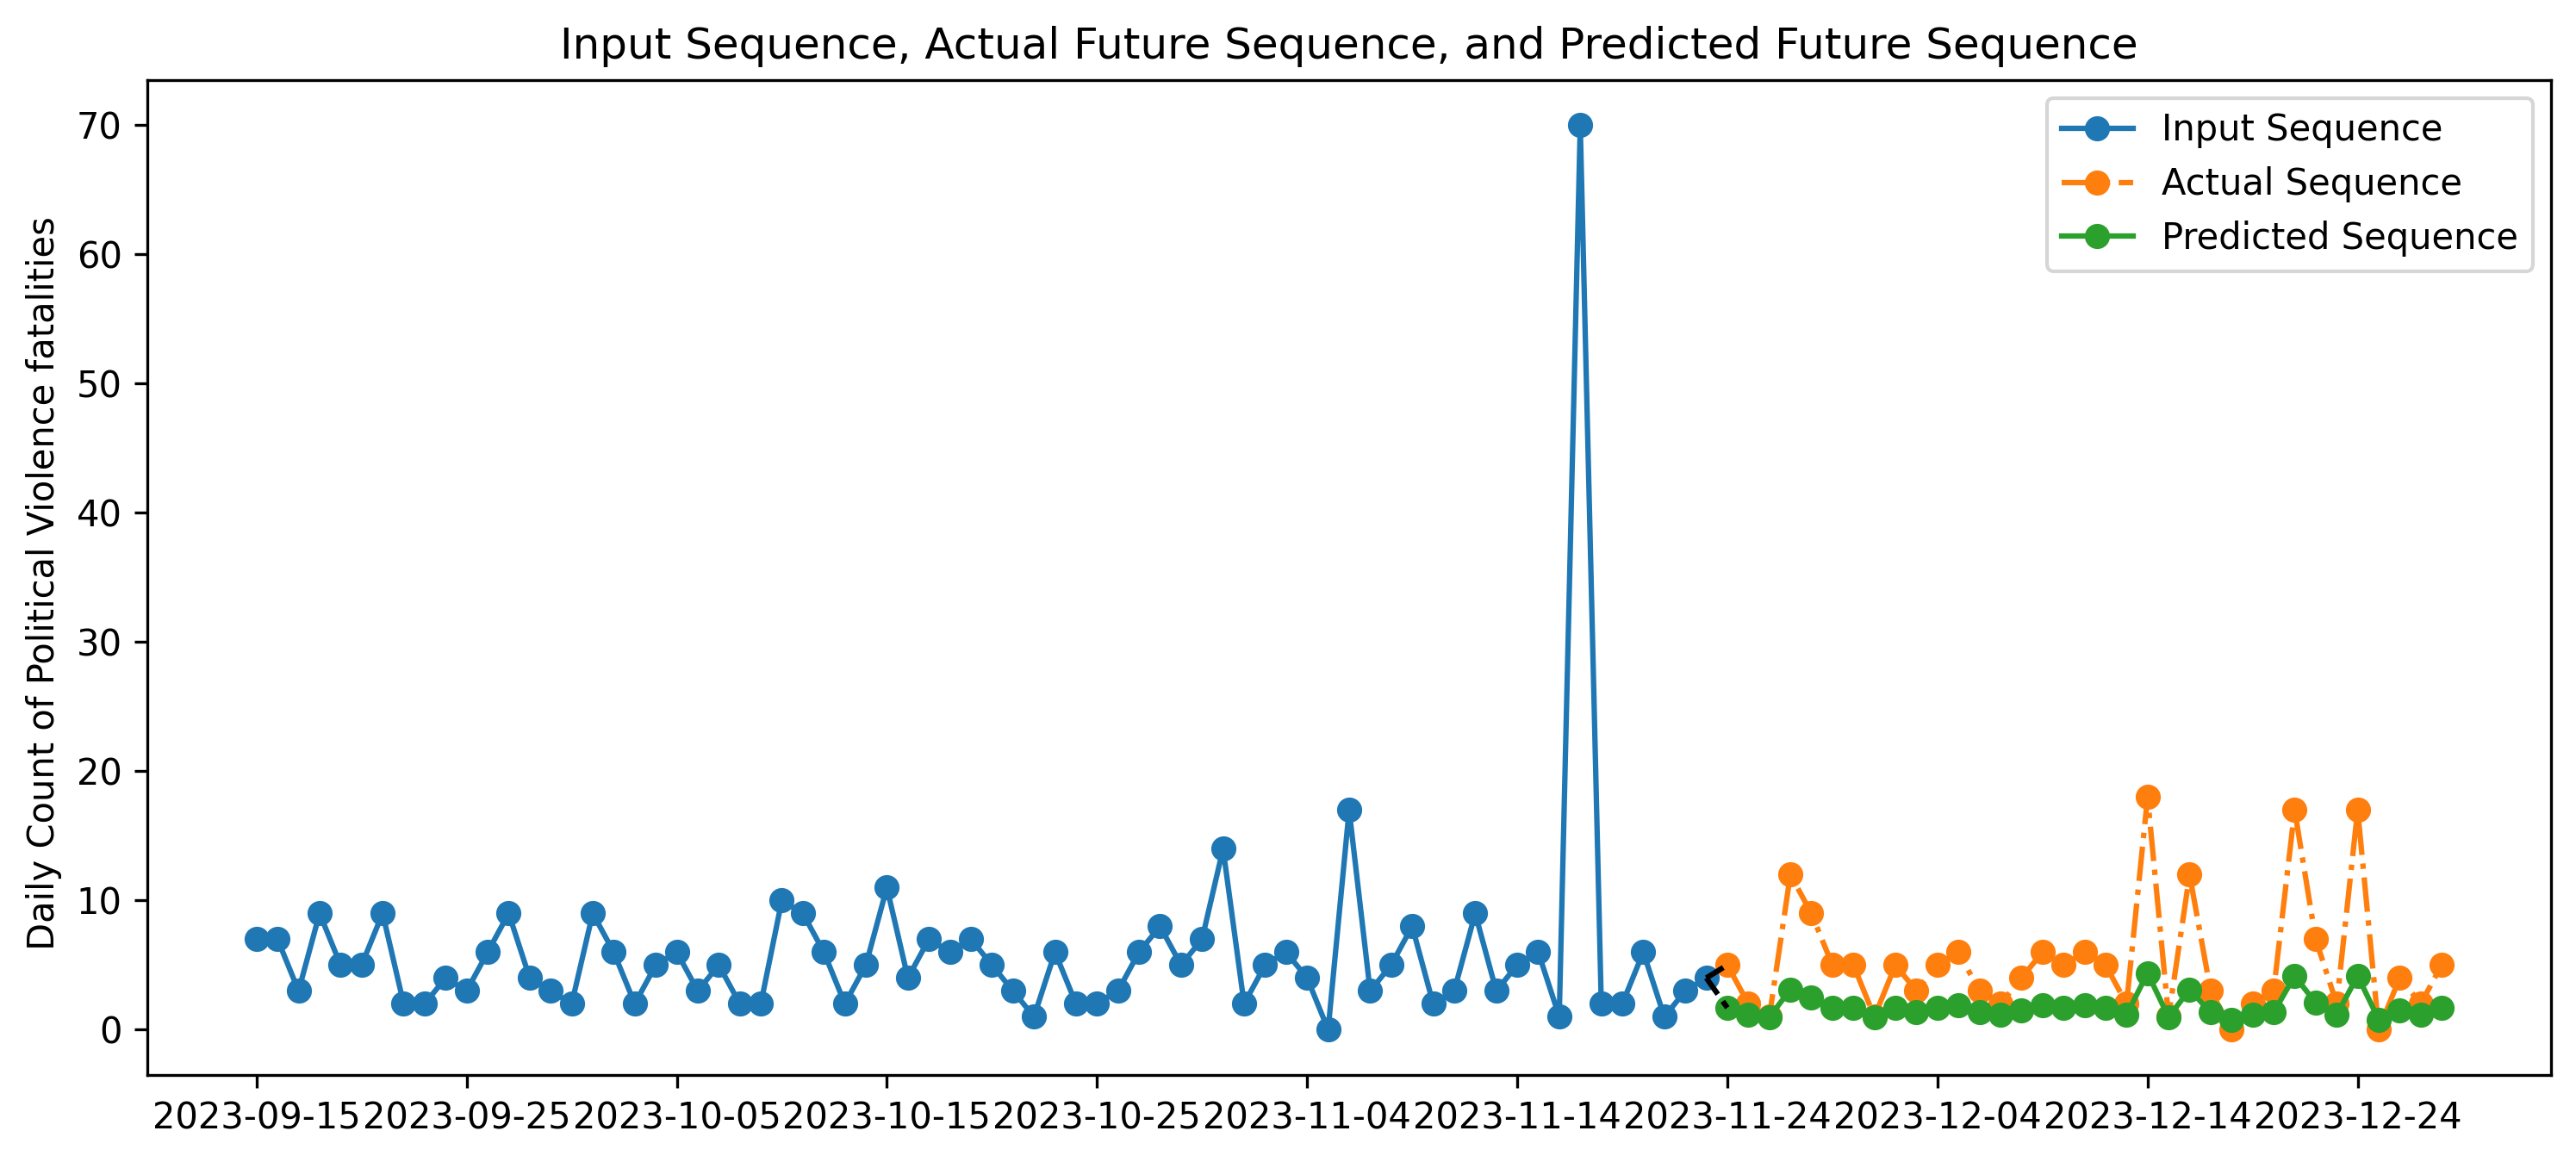 Input Sequence, Actual Future Sequence, and Predicted Future Sequence
Daily Count of Political Violence fatalities
70
60
50
40
30
20
10
0
Input Sequence
Actual Sequence
Predicted Sequence
2023-09-15 2023-09-25 2023-10-05 2023-10-15 2023-10-25 2023-11-04 2023-11-14 2023-11-24 2023-12-04 2023-12-14 2023-12-24